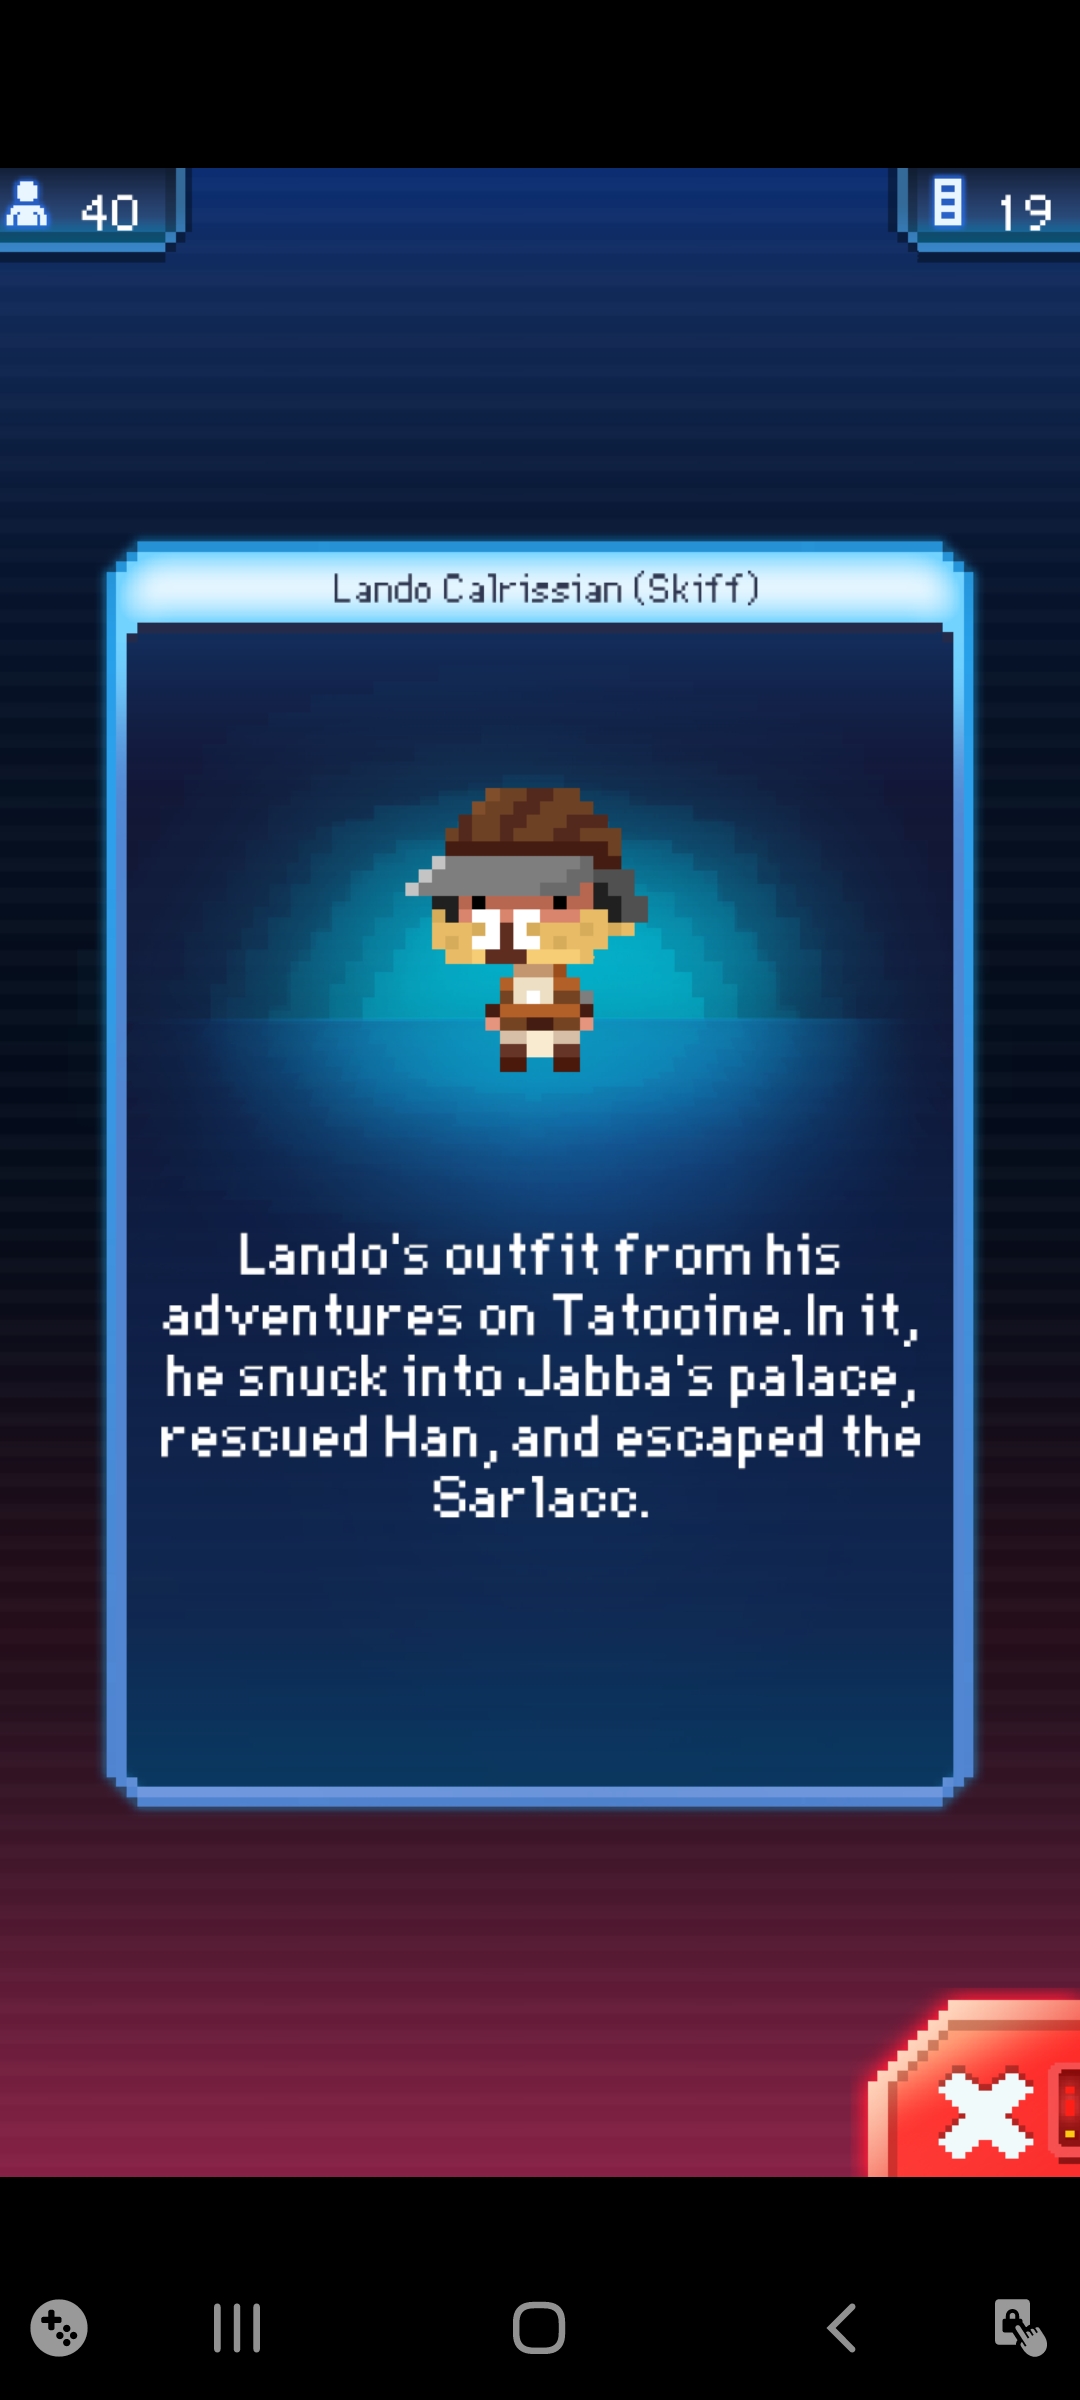 40
19
Lando Calrissian (Skiff)
Lando's outfit from his
adventures on Tatooine. In it,
he snuck into Jabba's palace,
rescued Han, and escaped the
Sarlacc.